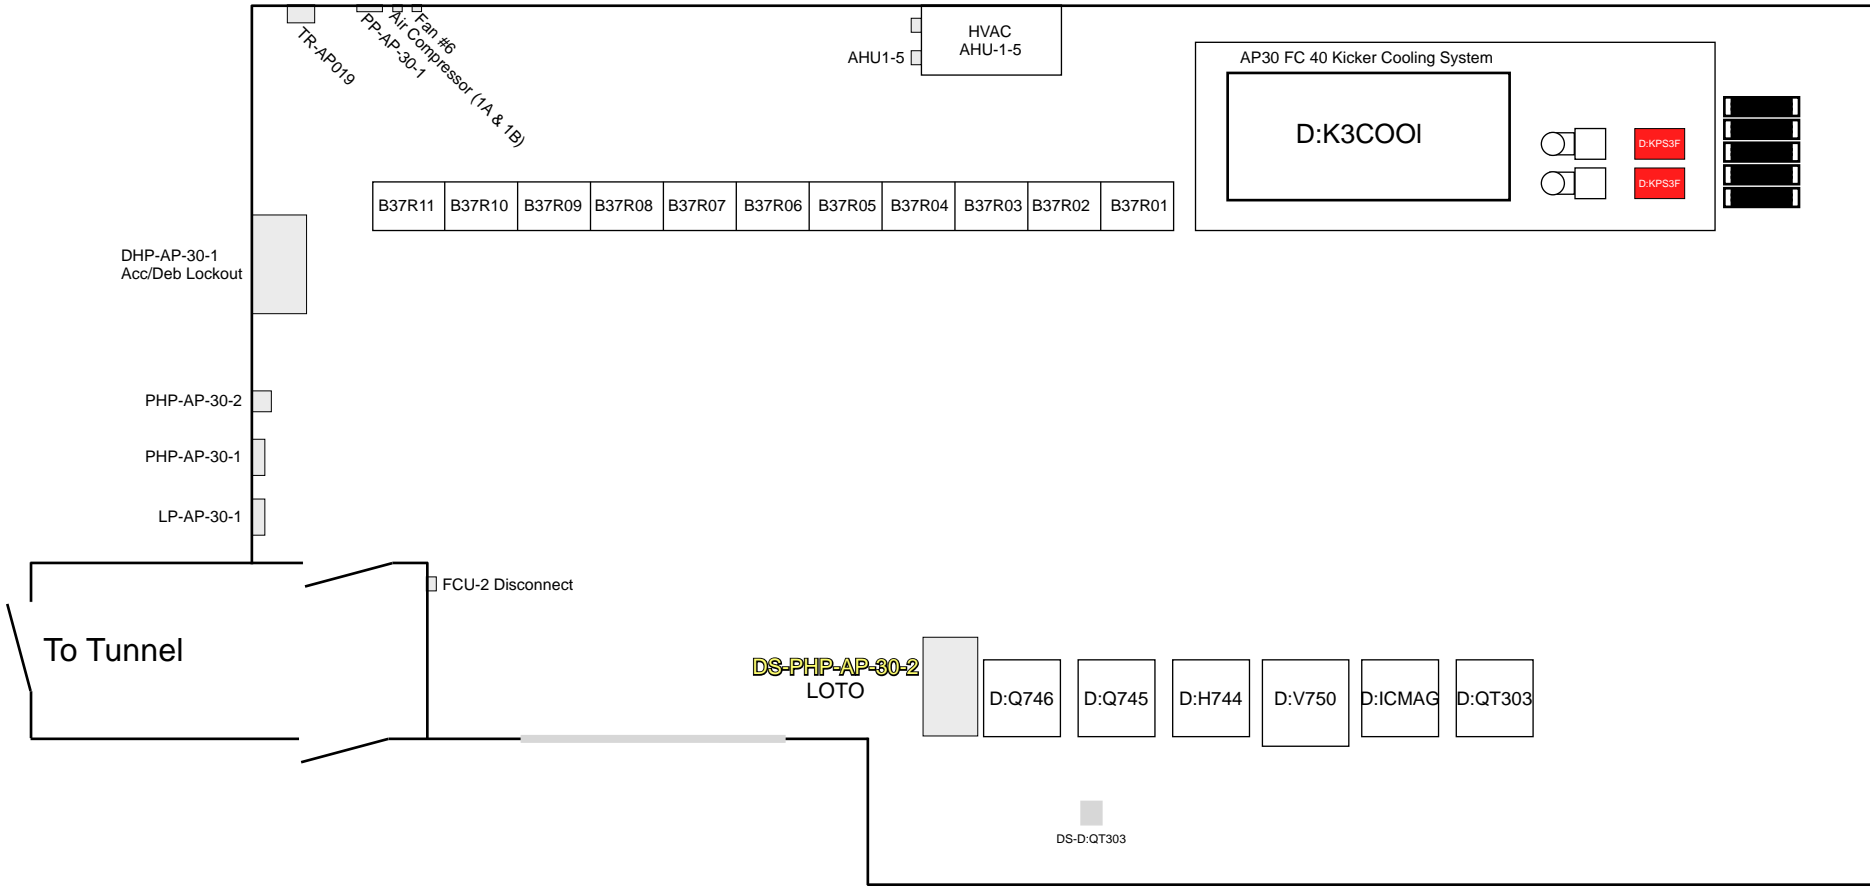 TR-AP019
PP-AP-30-1
Air Compressor (1A & 1B)
Fan #6
HVAC
AHU-1-5
AHU1-5
AP30 FC 40 Kicker Cooling System
D:K3COOl
D:KPS3F
D:KPS3F
B37R11 B37R10 B37R09 B37R08 B37R07 B37R06 B37R05 B37R04 B37R03 B37R02 B37R01
DHP-AP-30-1
Acc/Deb Lockout
PHP-AP-30-2
PHP-AP-30-1
LP-AP-30-1
FCU-2 Disconnect
To Tunnel
DS-PHP-AP-30-2
LOTO
D:Q746 D:Q745 D:H744 D:V750 D:ICMAG D:QT303
DS-D:QT303